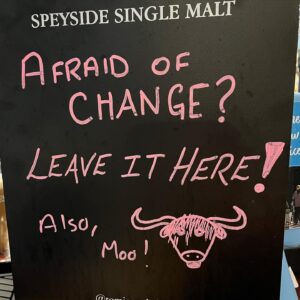 SPEYSIDE SINGLE MALT
AFRAID OF
CHANGE?
LEAVE IT HERE!
ALSO,
MOO!